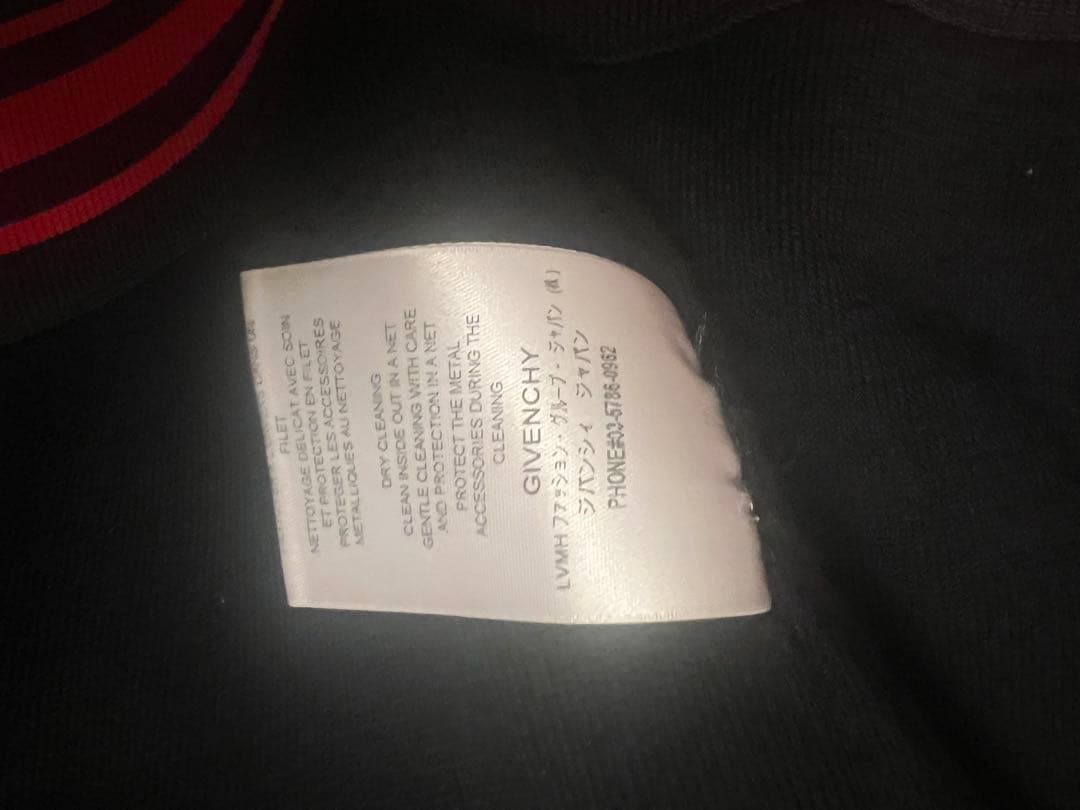 FILET
NETTOYAGE DELICAT AVEC SOIN
ET PROTECTION EN FILET
PROTEGER LES ACCESSOIRES
METALLIQUES AU NETTOYAGE
DRY CLEANING
CLEAN INSIDE OUT IN A NET
GENTLE CLEANING WITH CARE
AND PROTECTION IN A NET
PROTECT THE METAL
ACCESSORIES DURING THE
CLEANING
GIVENCHY
LVMH ファッション・グループ・ジャパン (株)
ジバンシィ ジャパン
PHONE#03-5786-0962